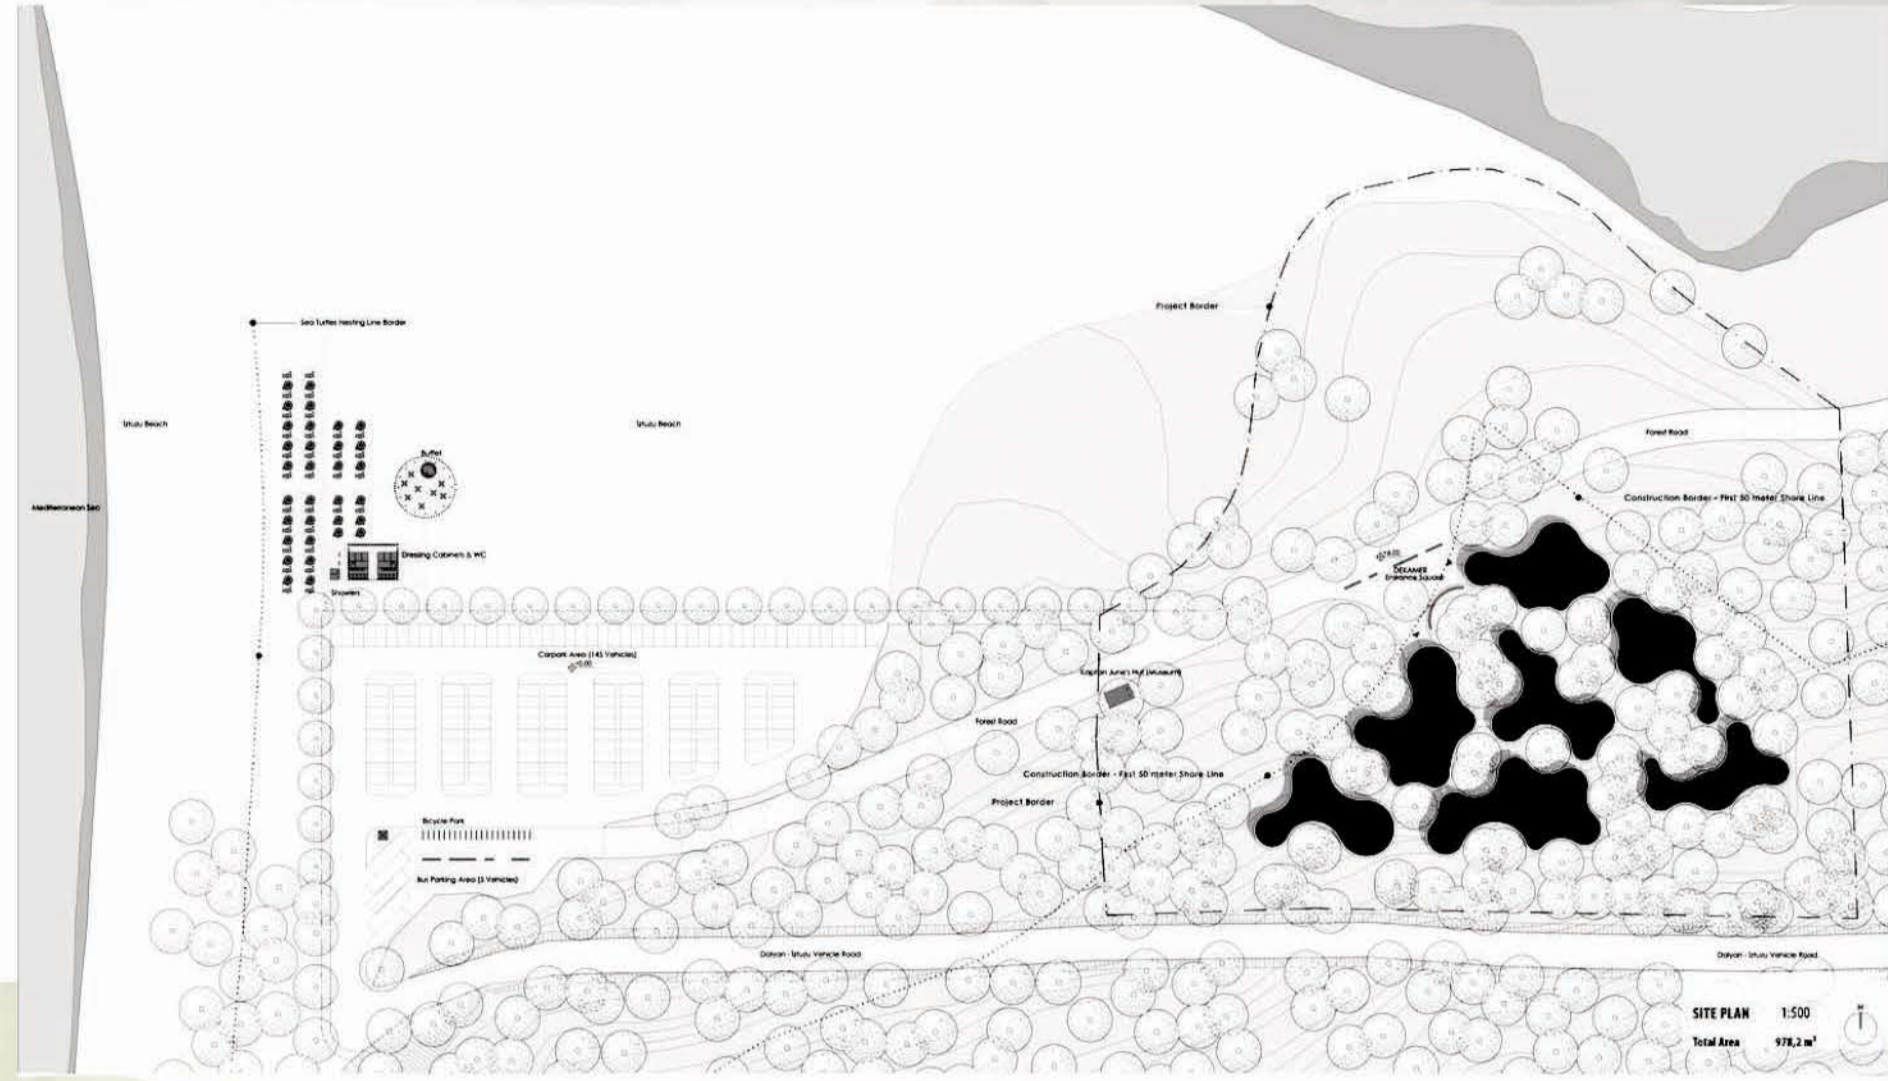 Project Border
Sea Turtles Nesting Line Border
İztuzu Beach
İztuzu Beach
Forest Road
Buffet
Construction Border - First 50 meter Shore Line
Mediterranean Sea
Dressing Cabinets & WC
DEKAMER
Entrance Square
Showers
Carpark Area (145 Vehicles)
Kaptan June's Hut (Museum)
Forest Road
Construction Border - First 50 meter Shore Line
Project Border
Bicycle Park
Bus Parking Area (5 Vehicles)
Dalyan - İztuzu Vehicle Road
Dalyan - İztuzu Vehicle Road
SITE PLAN 1:500
Total Area 978,2 m²
N